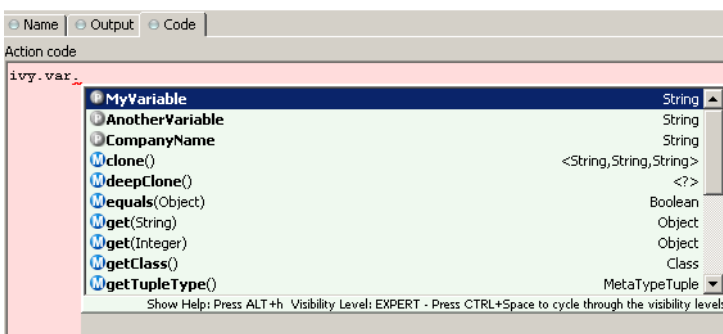 Name Output Code
Action code
ivy.var.
MyVariable String
AnotherVariable String
CompanyName String
clone() <String,String,String>
deepClone() <?>
equals(Object) Boolean
get(String) Object
get(Integer) Object
getClass() Class
getTupleType() MetaTypeTuple
Show Help: Press ALT+h Visibility Level: EXPERT - Press CTRL+Space to cycle through the visibility levels